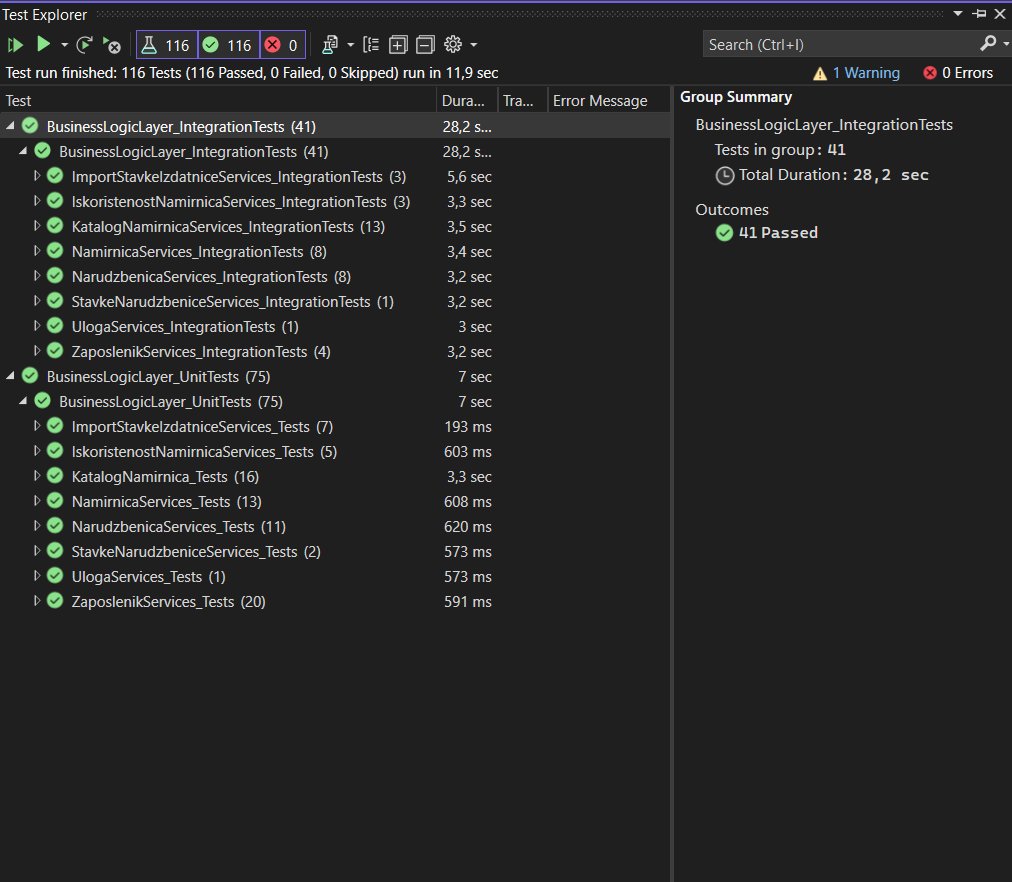 Test Explorer
116 116 0
Search (Ctrl+I)
Test run finished: 116 Tests (116 Passed, 0 Failed, 0 Skipped) run in 11,9 sec
1 Warning 0 Errors
Test Dura... Tra... Error Message
BusinessLogicLayer_IntegrationTests (41) 28,2 s...
BusinessLogicLayer_IntegrationTests (41) 28,2 s...
ImportStavkeIzdatniceServices_IntegrationTests (3) 5,6 sec
IskoristenostNamirnicaServices_IntegrationTests (3) 3,3 sec
KatalogNamirnicaServices_IntegrationTests (13) 3,5 sec
NamirnicaServices_IntegrationTests (8) 3,4 sec
NarudzbenicaServices_IntegrationTests (8) 3,2 sec
StavkeNarudzbeniceServices_IntegrationTests (1) 3,2 sec
UlogaServices_IntegrationTests (1) 3 sec
ZaposlenikServices_IntegrationTests (4) 3,2 sec
BusinessLogicLayer_UnitTests (75) 7 sec
BusinessLogicLayer_UnitTests (75) 7 sec
ImportStavkeIzdatniceServices_Tests (7) 193 ms
IskoristenostNamirnicaServices_Tests (5) 603 ms
KatalogNamirnica_Tests (16) 3,3 sec
NamirnicaServices_Tests (13) 608 ms
NarudzbenicaServices_Tests (11) 620 ms
StavkeNarudzbeniceServices_Tests (2) 573 ms
UlogaServices_Tests (1) 573 ms
ZaposlenikServices_Tests (20) 591 ms
Group Summary
BusinessLogicLayer_IntegrationTests
Tests in group: 41
Total Duration: 28,2 sec
Outcomes
41 Passed